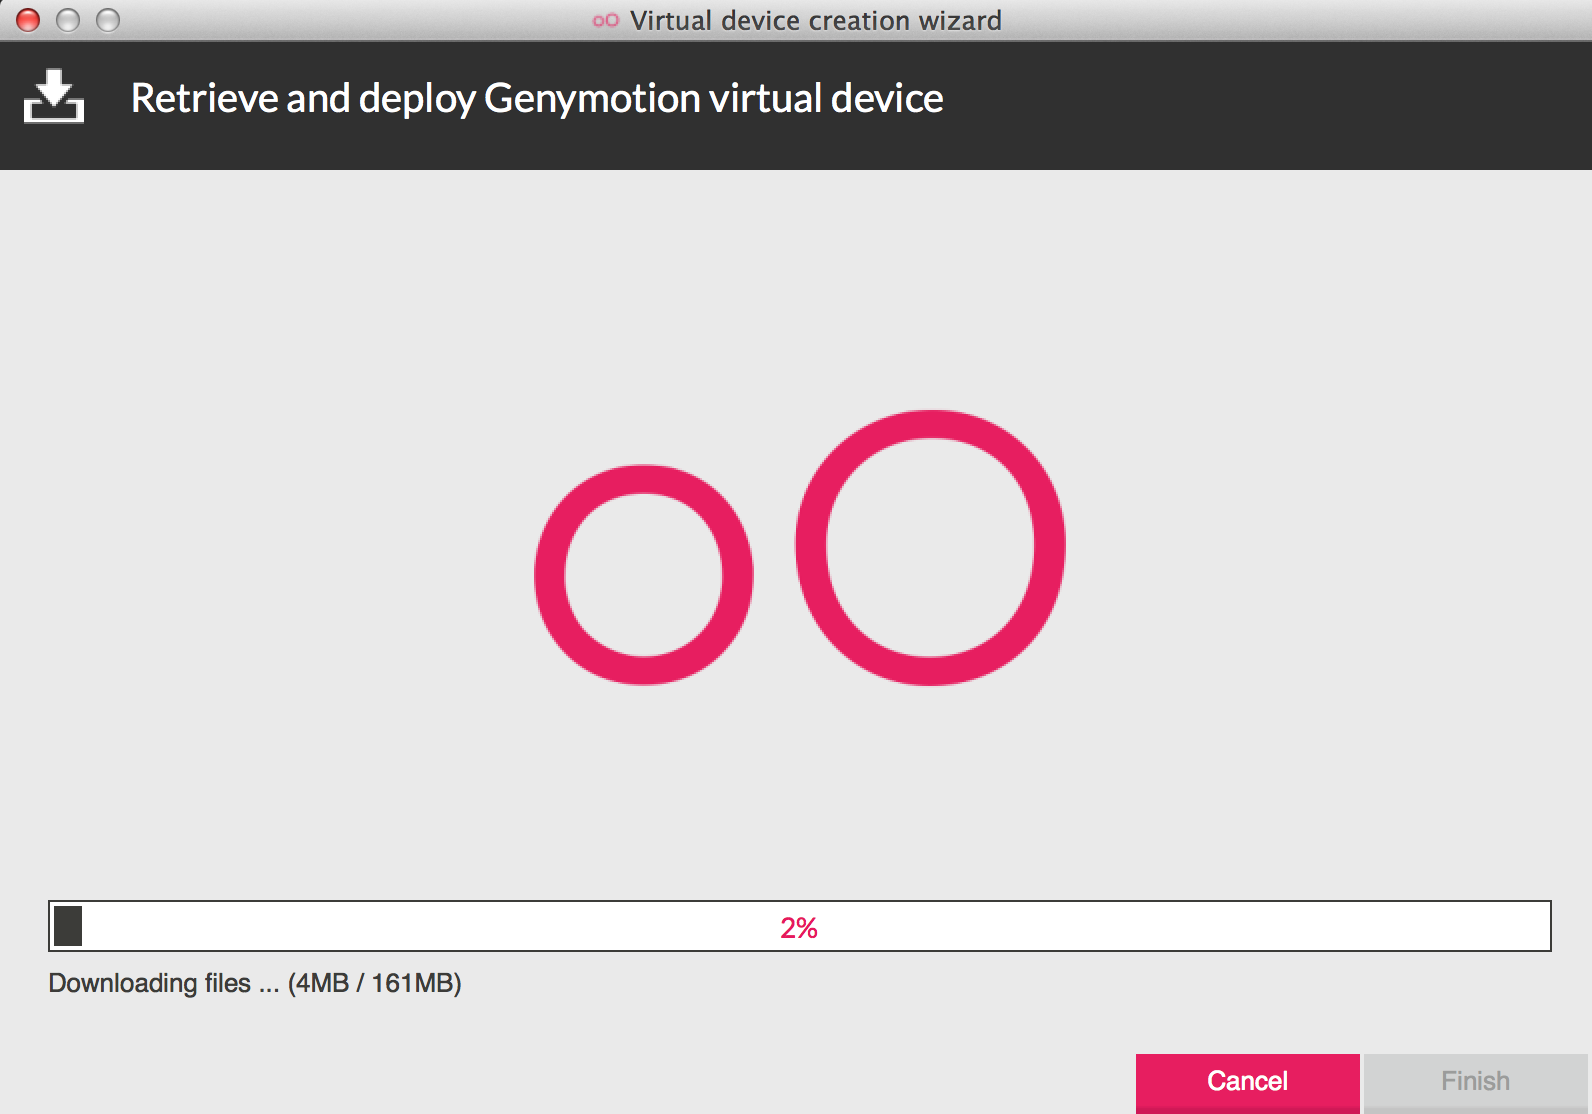 Virtual device creation wizard
Retrieve and deploy Genymotion virtual device
2%
Downloading files ... (4MB / 161MB)
Cancel
Finish